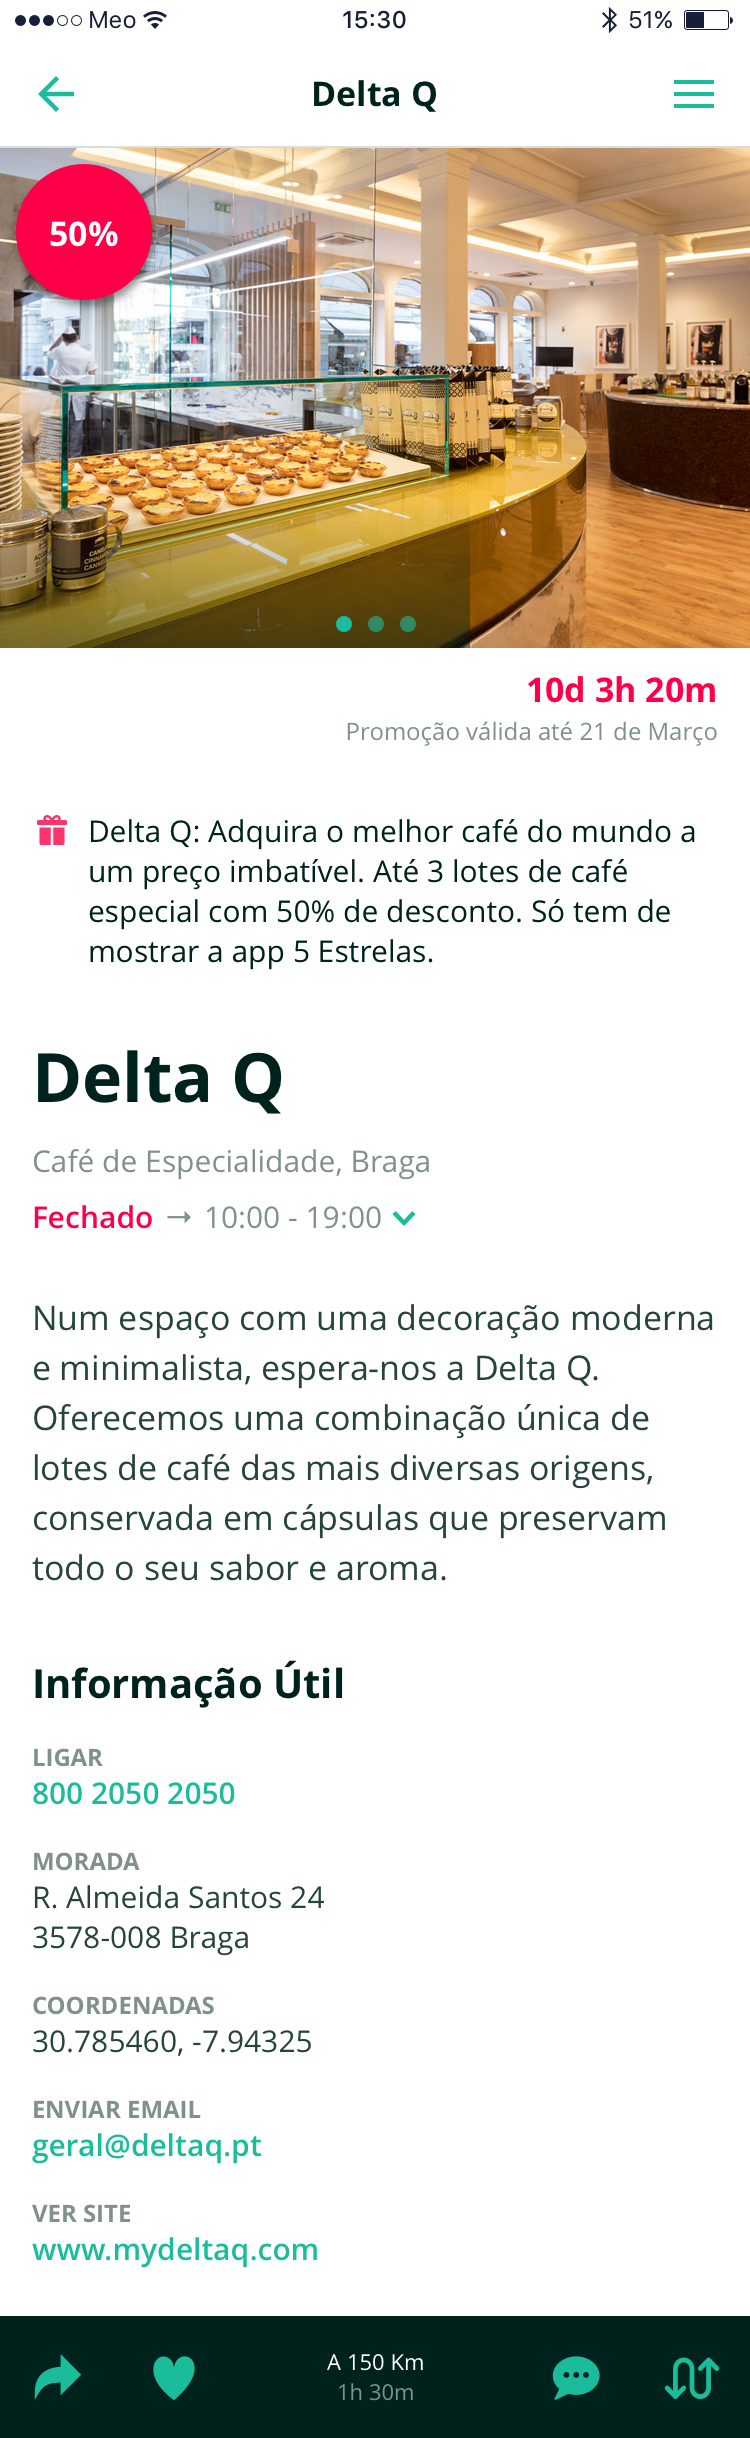 Meo 15:30 51%
Delta Q
50%
10d 3h 20m
Promoção válida até 21 de Março
Delta Q: Adquira o melhor café do mundo a
um preço imbatível. Até 3 lotes de café
especial com 50% de desconto. Só tem de
mostrar a app 5 Estrelas.
Delta Q
Café de Especialidade, Braga
Fechado → 10:00 - 19:00
Num espaço com uma decoração moderna
e minimalista, espera-nos a Delta Q.
Oferecemos uma combinação única de
lotes de café das mais diversas origens,
conservada em cápsulas que preservam
todo o seu sabor e aroma.
Informação Útil
LIGAR
800 2050 2050
MORADA
R. Almeida Santos 24
3578-008 Braga
COORDENADAS
30.785460, -7.94325
ENVIAR EMAIL
geral@deltaq.pt
VER SITE
www.mydeltaq.com
A 150 Km
1h 30m